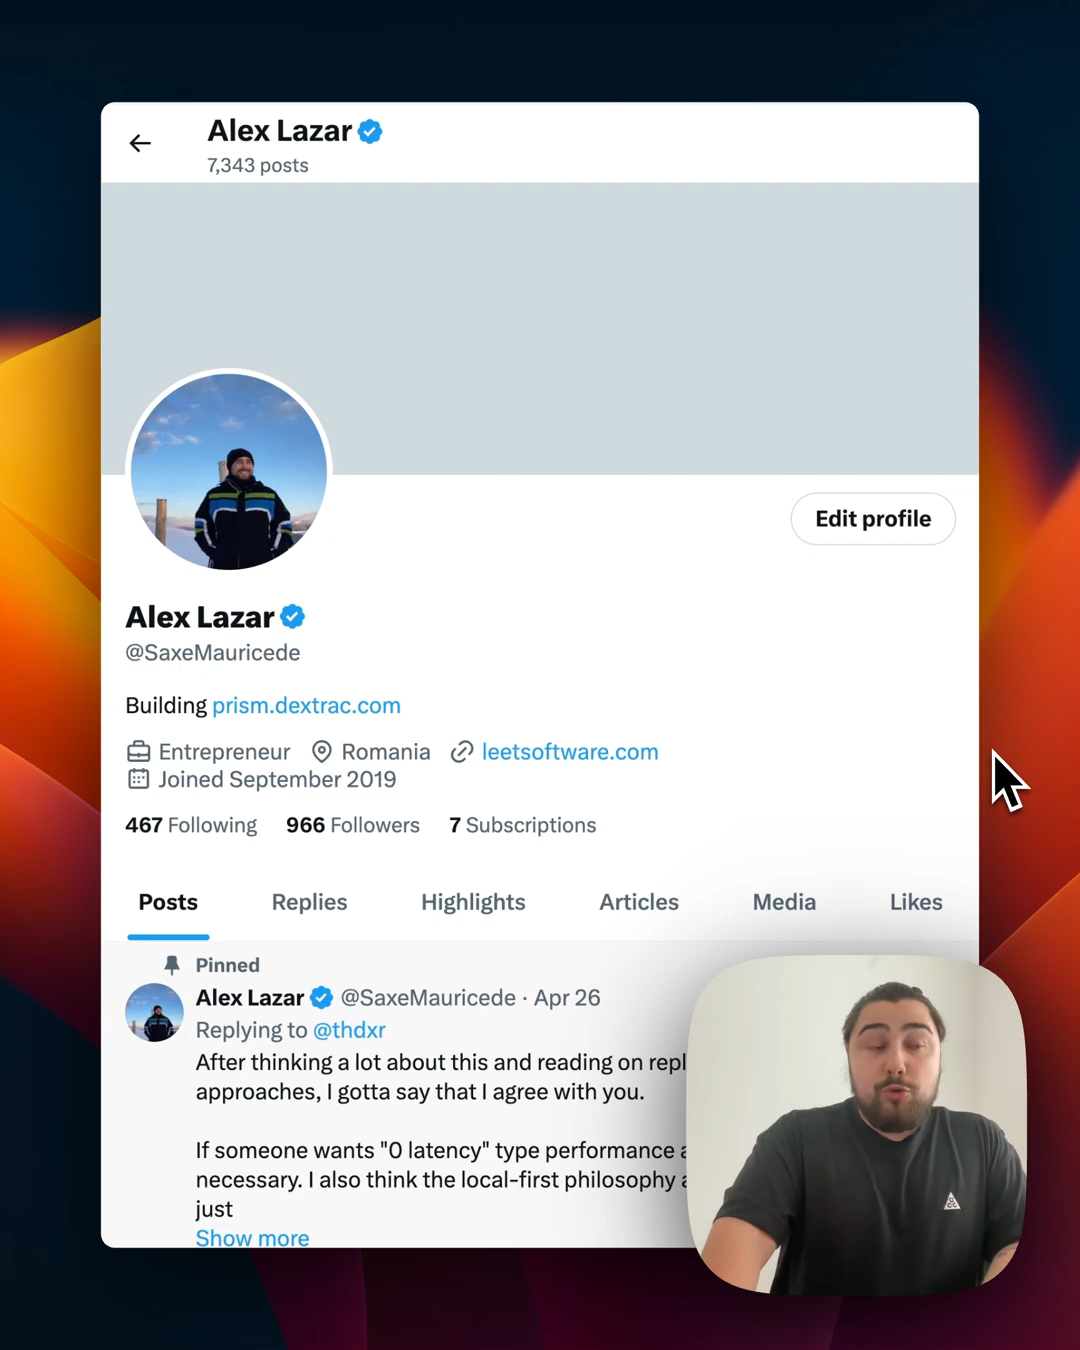 Alex Lazar
7,343 posts
Edit profile
Alex Lazar
@SaxeMauricede
Building prism.dextrac.com
Entrepreneur Romania leetsoftware.com
Joined September 2019
467 Following 966 Followers 7 Subscriptions
Posts Replies Highlights Articles Media Likes
Pinned
Alex Lazar @SaxeMauricede · Apr 26
Replying to @thdxr
After thinking a lot about this and reading on repl
approaches, I gotta say that I agree with you.
If someone wants "0 latency" type performance a
necessary. I also think the local-first philosophy a
just
Show more